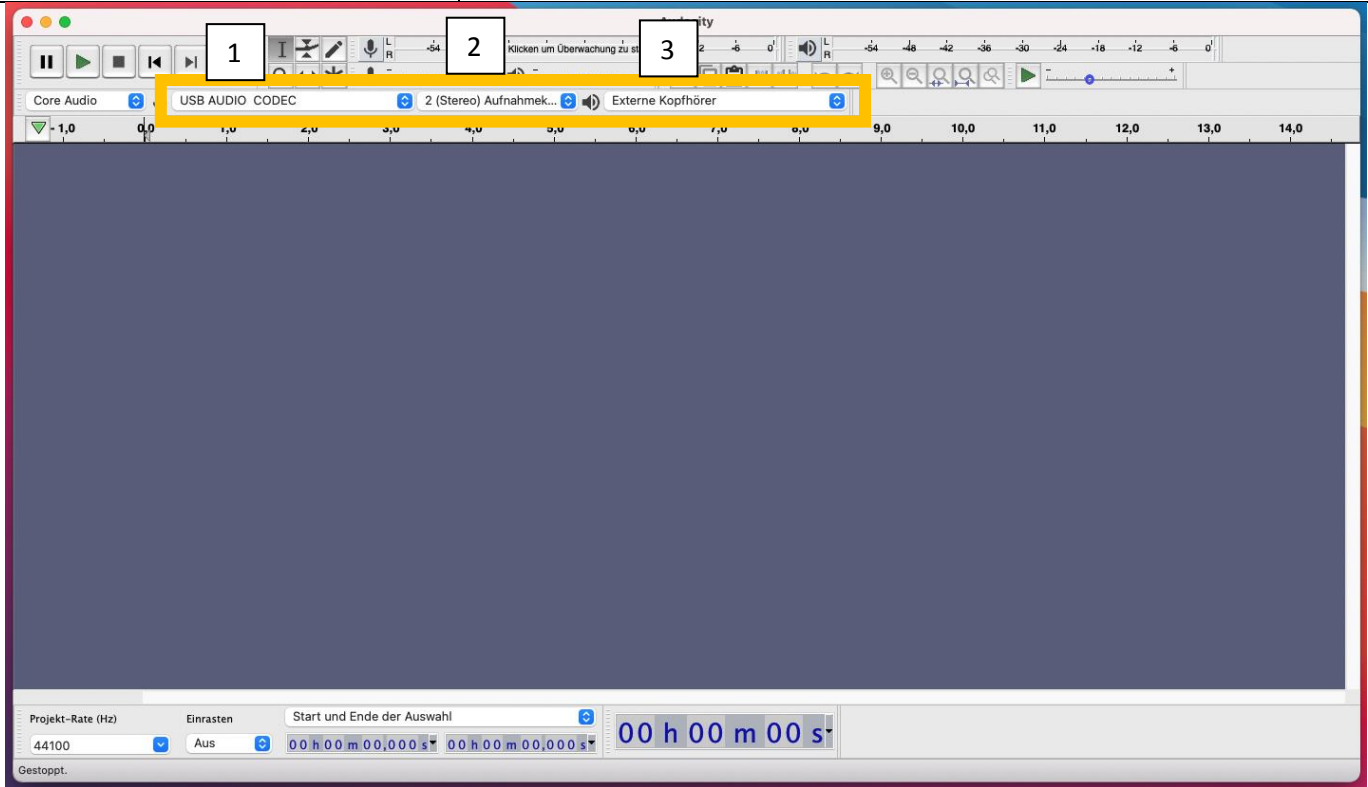 1 2 3
L R -54 Klicken um Überwachung zu st 2 -6 0 L R -54 -48 -42 -36 -30 -24 -18 -12 -6 0
Core Audio USB AUDIO CODEC 2 (Stereo) Aufnahmek... Externe Kopfhörer
- 1,0 0,0 1,0 2,0 3,0 4,0 5,0 6,0 7,0 8,0 9,0 10,0 11,0 12,0 13,0 14,0
Projekt-Rate (Hz) Einrasten Start und Ende der Auswahl
44100 Aus 00 h 00 m 00,000 s 00 h 00 m 00,000 s 00 h 00 m 00 s
Gestoppt.